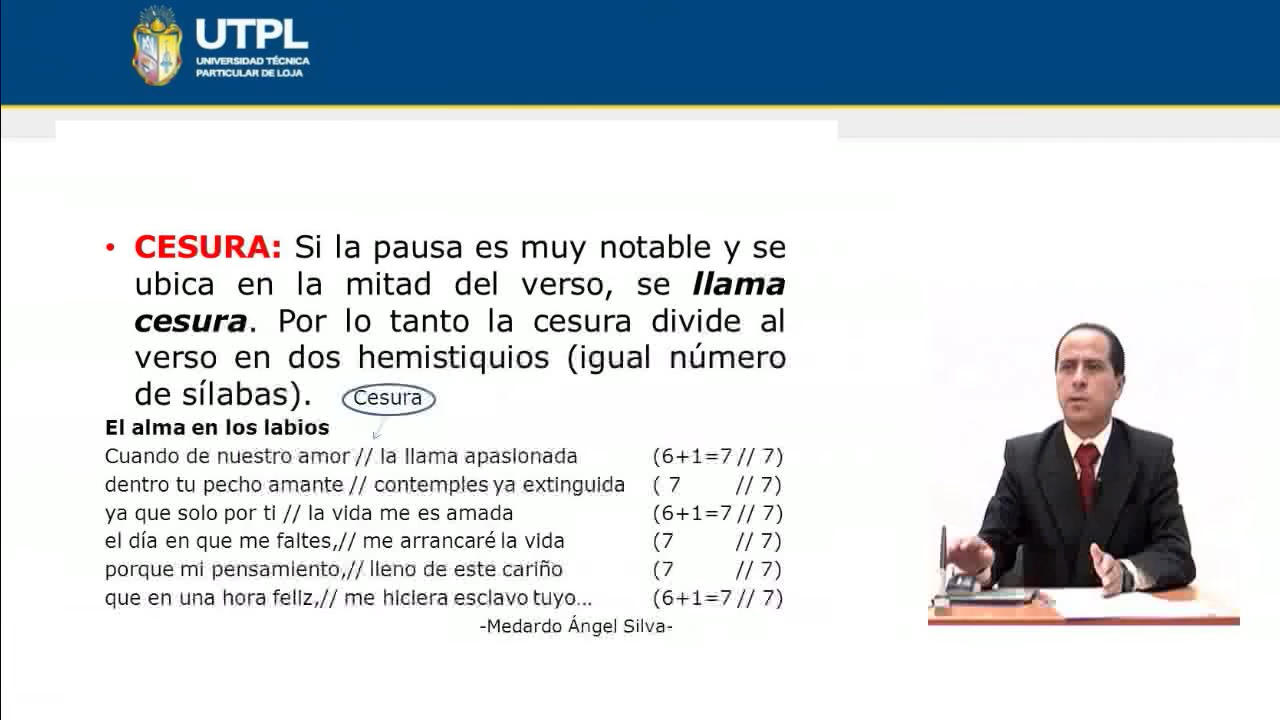 UTPL
UNIVERSIDAD TÉCNICA
PARTICULAR DE LOJA
• CESURA: Si la pausa es muy notable y se
ubica en la mitad del verso, se llama
cesura. Por lo tanto la cesura divide al
verso en dos hemistiquios (igual número
de sílabas).
Cesura
El alma en los labios
Cuando de nuestro amor // la llama apasionada (6+1=7 // 7)
dentro tu pecho amante // contemples ya extinguida ( 7 // 7)
ya que solo por ti // la vida me es amada (6+1=7 // 7)
el día en que me faltes,// me arrancaré la vida (7 // 7)
porque mi pensamiento,// lleno de este cariño (7 // 7)
que en una hora feliz,// me hiciera esclavo tuyo... (6+1=7 // 7)
-Medardo Ángel Silva-